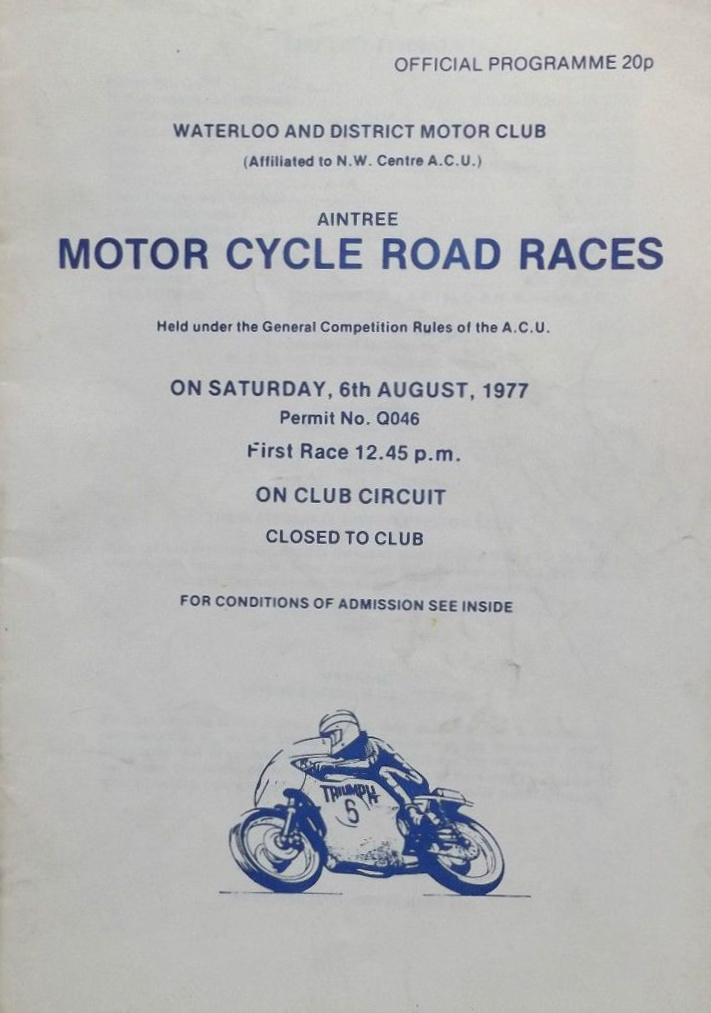 OFFICIAL PROGRAMME 20p
WATERLOO AND DISTRICT MOTOR CLUB
(Affiliated to N.W. Centre A.C.U.)
AINTREE
MOTOR CYCLE ROAD RACES
Held under the General Competition Rules of the A.C.U.
ON SATURDAY, 6th AUGUST, 1977
Permit No. Q046
First Race 12.45 p.m.
ON CLUB CIRCUIT
CLOSED TO CLUB
FOR CONDITIONS OF ADMISSION SEE INSIDE
TRIUMPH
6